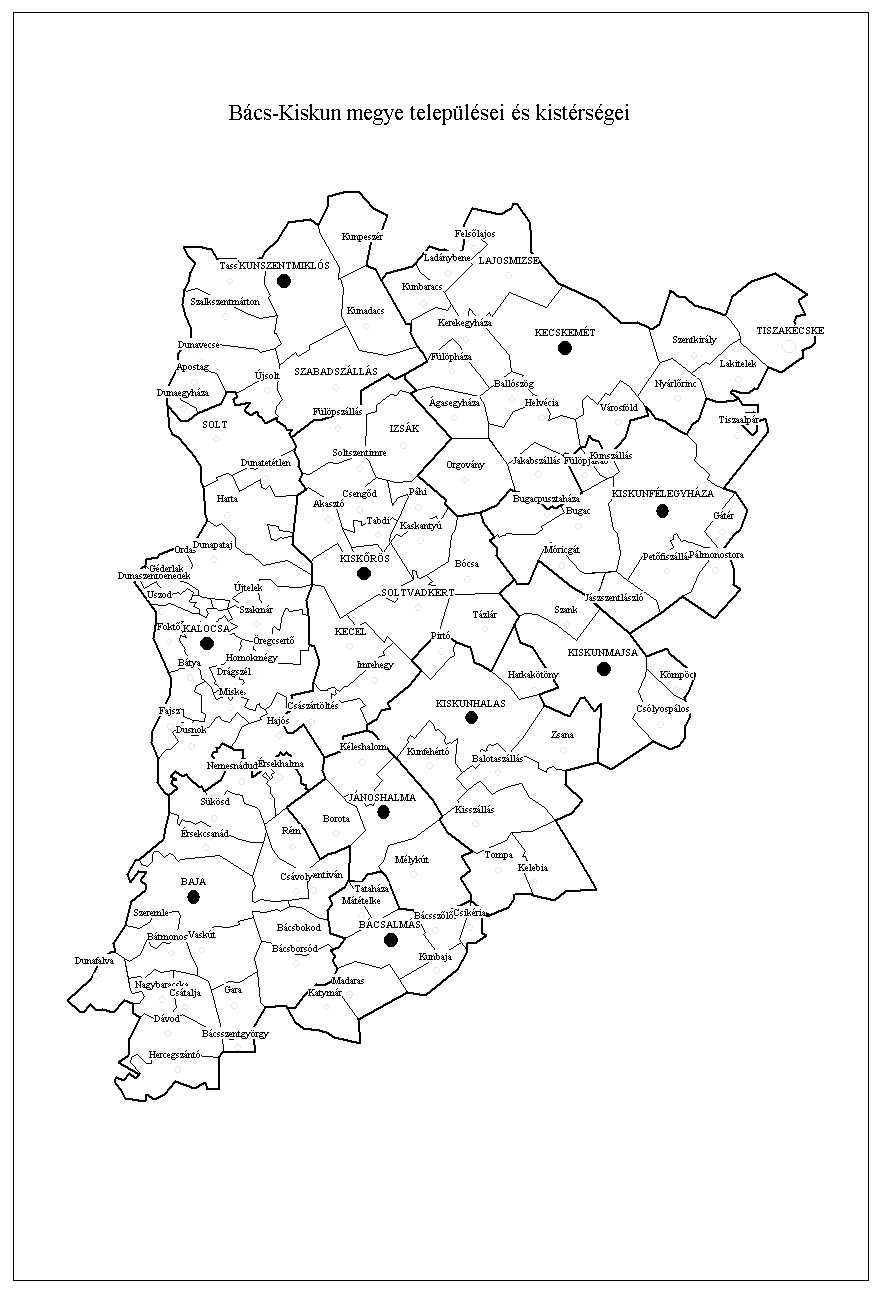 Bács-Kiskun megye települései és kistérségei
Kunpeszér
Felsőlajos
Ladánybene
LAJOSMIZSE
Tass
KUNSZENTMIKLÓS
Kunbaracs
Szalkszentmárton
Kunadacs
Kerekegyháza
KECSKEMÉT
TISZAKÉCSKE
Szentkirály
Dunavecse
Fülöpháza
Lakitelek
Apostag
Újsolt
SZABADSZÁLLÁS
Ballószög
Nyárlőrinc
Dunaegyháza
Ágasegyháza
Helvécia
Városföld
Fülöpszállás
Tiszaalpár
SOLT
IZSÁK
Soltszentimre
Dunatetétlen
Orgovány
Jakabszállás
Kunszállás
Csengőd
Páhi
KISKUNFÉLEGYHÁZA
Harta
Akasztó
Bugacpusztaháza
Bugac
Tabdi
Kaskantyú
Gátér
Dunapataj
Ordas
Móricgát
Petőfiszállás
Pálmonostora
KISKŐRÖS
Bócsa
Géderlak
Dunaszentbenedek
Újtelek
Uszod
SOLTVADKERT
Jászszentlászló
Szakmár
Szank
Tázlár
Foktő
KALOCSA
KECEL
Pirtó
Öregcsertő
Homokmégy
KISKUNMAJSA
Bátya
Imrehegy
Drágszél
Harkakötöny
Kömpöc
Miske
Császártöltés
KISKUNHALAS
Fajsz
Csólyospálos
Hajós
Dusnok
Zsana
Kéleshalom
Kunfehértó
Balotaszállás
Nemesnádudvar
Érsekhalma
Sükösd
JÁNOSHALMA
Kisszállás
Borota
Rém
Érsekcsanád
Mélykút
Tompa
Kelebia
Csávoly
BAJA
Tataháza
Mátételke
Szeremle
Bácsszőlős
Csikéria
BÁCSALMÁS
Bácsbokod
Bátmonos
Vaskút
Bácsborsód
Kunbaja
Dunafalva
Madaras
Nagybaracska
Csátalja
Gara
Katymár
Dávod
Bácsszentgyörgy
Hercegszántó